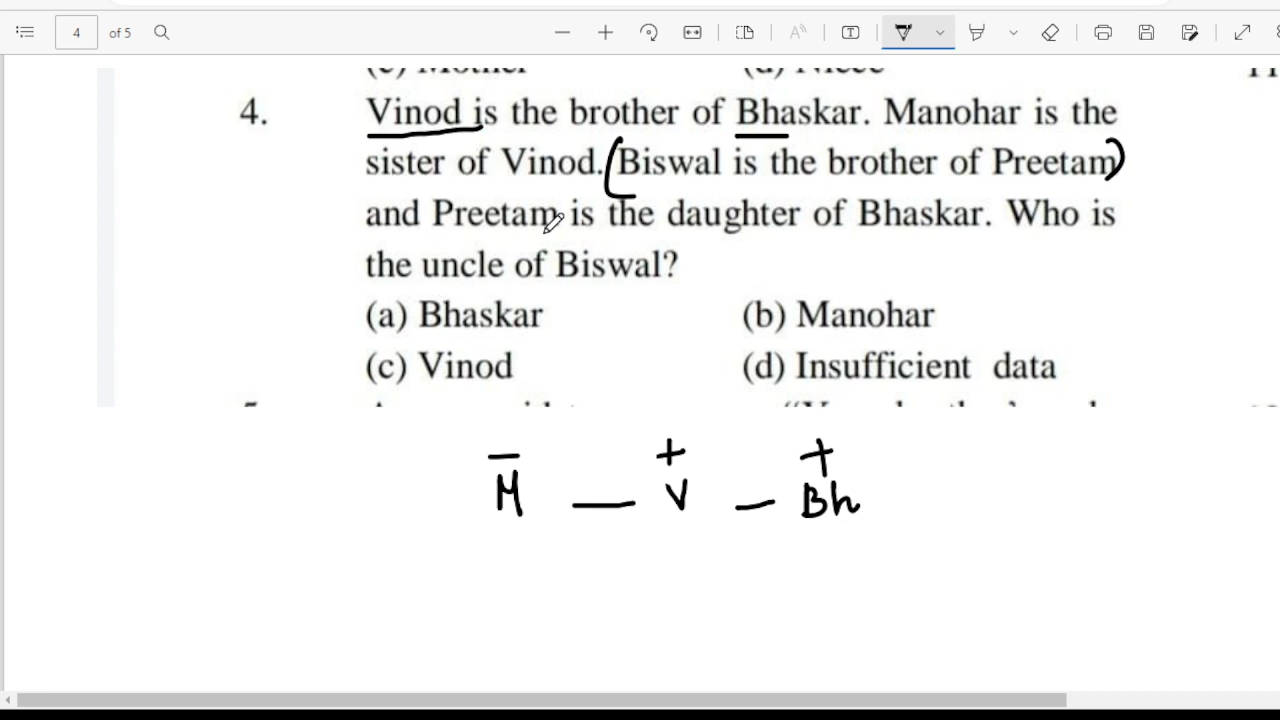 4 of 5
4. Vinod is the brother of Bhaskar. Manohar is the
sister of Vinod. Biswal is the brother of Preetam
and Preetam is the daughter of Bhaskar. Who is
the uncle of Biswal?
(a) Bhaskar (b) Manohar
(c) Vinod (d) Insufficient data
– + +
M — V – Bh